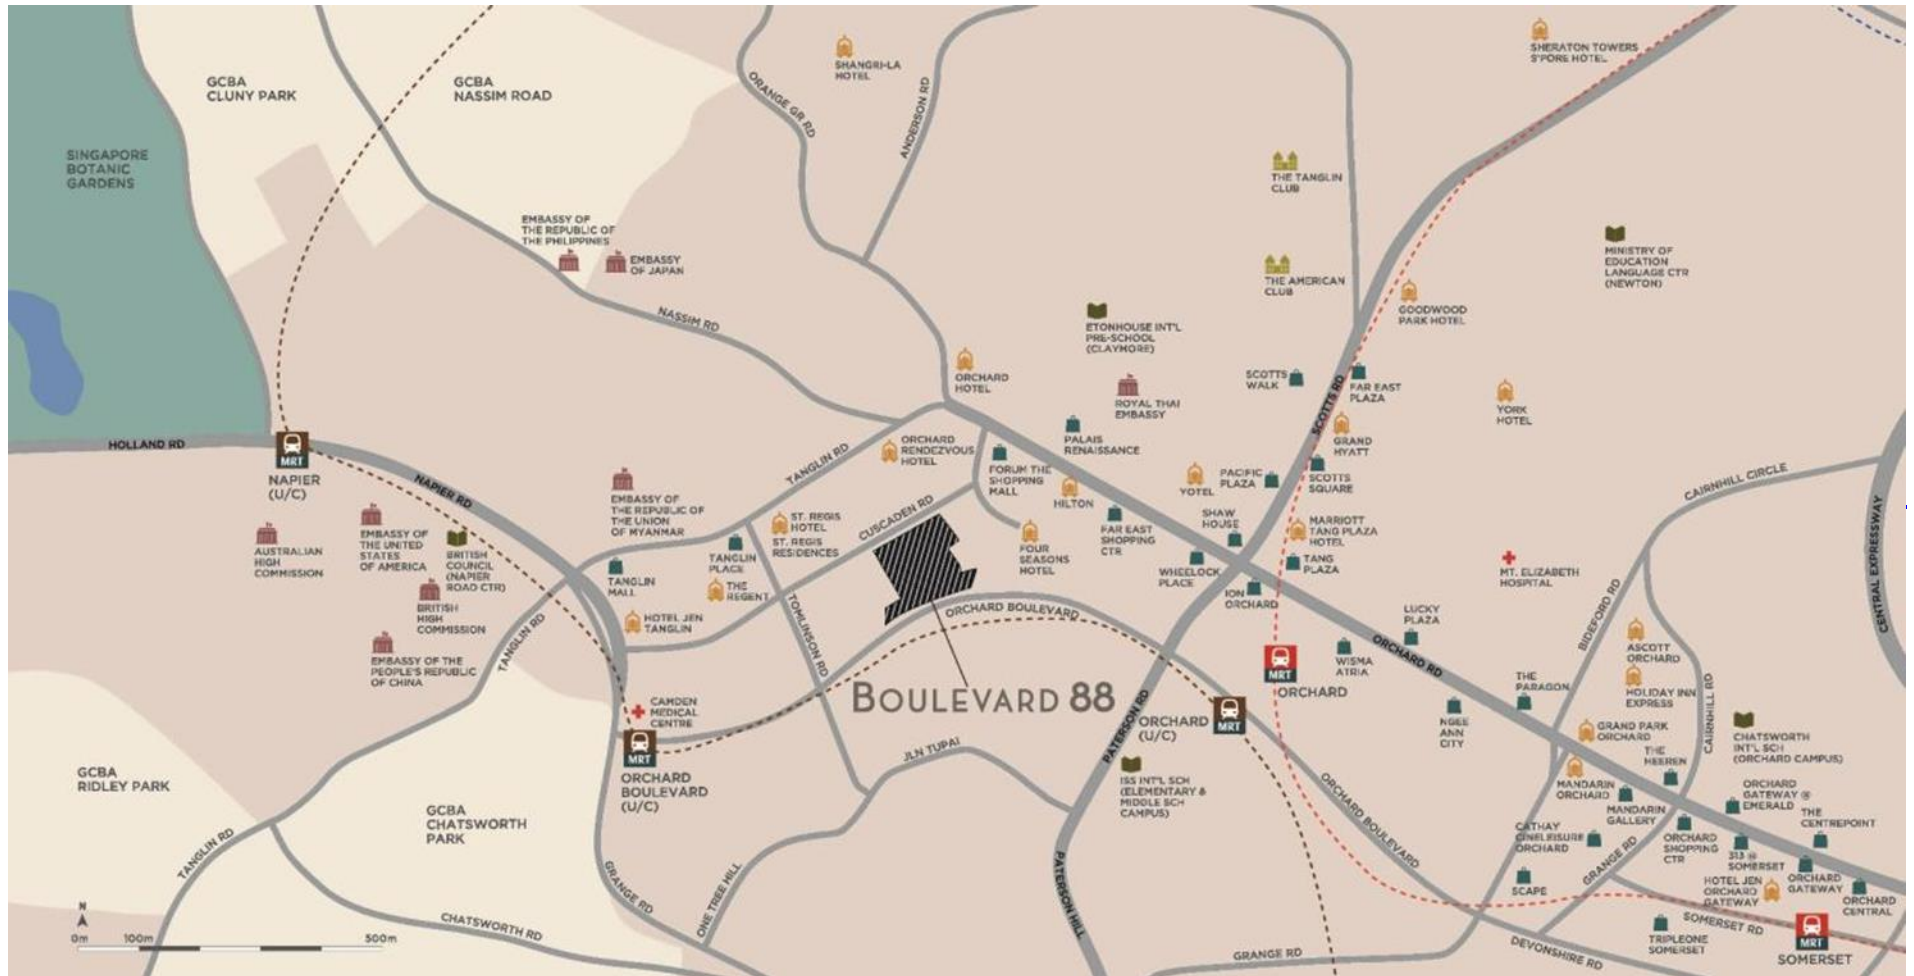 SHERATON TOWERS
S'PORE HOTEL
SHANGRI-LA
HOTEL
GCBA
CLUNY PARK
GCBA
NASSIM ROAD
ORANGE GR RD
ANDERSON RD
SINGAPORE
BOTANIC
GARDENS
THE TANGLIN
CLUB
EMBASSY OF
THE REPUBLIC OF
THE PHILIPPINES
EMBASSY
OF JAPAN
MINISTRY OF
EDUCATION
LANGUAGE CTR
(NEWTON)
THE AMERICAN
CLUB
GOODWOOD
PARK HOTEL
NASSIM RD
ETONHOUSE INT'L
PRE-SCHOOL
(CLAYMORE)
ORCHARD
HOTEL
ROYAL THAI
EMBASSY
SCOTTS
WALK
SCOTTS RD
FAR EAST
PLAZA
YORK
HOTEL
HOLLAND RD
MRT
NAPIER
(U/C)
NAPIER RD
TANGLIN RD
ORCHARD
RENDEZVOUS
HOTEL
PALAIS
RENAISSANCE
GRAND
HYATT
FORUM THE
SHOPPING
MALL
HILTON
YOTEL
PACIFIC
PLAZA
SCOTTS
SQUARE
CAIRNHILL CIRCLE
CENTRAL EXPRESSWAY
EMBASSY OF
THE REPUBLIC OF
THE UNION
OF MYANMAR
ST. REGIS
HOTEL
ST. REGIS
RESIDENCES
CUSCADEN RD
FAR EAST
SHOPPING
CTR
SHAW
HOUSE
MARRIOTT
TANG PLAZA
HOTEL
AUSTRALIAN
HIGH
COMMISSION
EMBASSY OF
THE UNITED
STATES
OF AMERICA
BRITISH
COUNCIL
(NAPIER
ROAD CTR)
TANGLIN
PLACE
FOUR
SEASONS
HOTEL
WHEELOCK
PLACE
TANG
PLAZA
MT. ELIZABETH
HOSPITAL
TANGLIN
MALL
THE
REGENT
ION
ORCHARD
BRITISH
HIGH
COMMISSION
HOTEL JEN
TANGLIN
TOMLINSON RD
ORCHARD BOULEVARD
LUCKY
PLAZA
BIDEFORD RD
EMBASSY OF THE
PEOPLE'S REPUBLIC
OF CHINA
TANGLIN RD
ORCHARD RD
ASCOTT
ORCHARD
MRT
ORCHARD
WISMA
ATRIA
THE
PARAGON
HOLIDAY INN
EXPRESS
CAIRNHILL RD
BOULEVARD 88
CAMDEN
MEDICAL
CENTRE
PATERSON RD
ORCHARD
(U/C)
MRT
NGEE
ANN
CITY
GRAND PARK
ORCHARD
CHATSWORTH
INT'L SCH
(ORCHARD CAMPUS)
MRT
ORCHARD
BOULEVARD
(U/C)
JLN TUPAI
THE
HEEREN
GCBA
RIDLEY PARK
GCBA
CHATSWORTH
PARK
ISS INT'L SCH
(ELEMENTARY &
MIDDLE SCH
CAMPUS)
ORCHARD BOULEVARD
MANDARIN
ORCHARD
MANDARIN
GALLERY
ORCHARD
GATEWAY @
EMERALD
THE
CENTREPOINT
CATHAY
CINELEISURE
ORCHARD
ORCHARD
SHOPPING
CTR
313 @
SOMERSET
TANGLIN RD
GRANGE RD
ONE TREE HILL
PATERSON HILL
GRANGE RD
SCAPE
HOTEL JEN
ORCHARD
GATEWAY
ORCHARD
GATEWAY
ORCHARD
CENTRAL
N
0m
100m
500m
CHATSWORTH RD
GRANGE RD
DEVONSHIRE RD
TRIPLEONE
SOMERSET
SOMERSET RD
MRT
SOMERSET